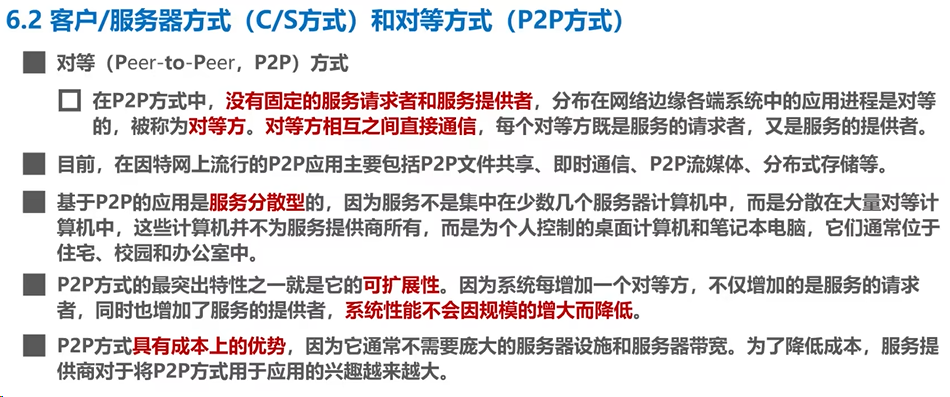 6.2 客户/服务器方式（C/S方式）和对等方式（P2P方式）
对等（Peer-to-Peer，P2P）方式
在P2P方式中，没有固定的服务请求者和服务提供者，分布在网络边缘各端系统中的应用进程是对等
的，被称为对等方。对等方相互之间直接通信，每个对等方既是服务的请求者，又是服务的提供者。
目前，在因特网上流行的P2P应用主要包括P2P文件共享、即时通信、P2P流媒体、分布式存储等。
基于P2P的应用是服务分散型的，因为服务不是集中在少数几个服务器计算机中，而是分散在大量对等计
算机中，这些计算机并不为服务提供商所有，而是为个人控制的桌面计算机和笔记本电脑，它们通常位于
住宅、校园和办公室中。
P2P方式的最突出特性之一就是它的可扩展性。因为系统每增加一个对等方，不仅增加的是服务的请求
者，同时也增加了服务的提供者，系统性能不会因规模的增大而降低。
P2P方式具有成本上的优势，因为它通常不需要庞大的服务器设施和服务器带宽。为了降低成本，服务提
供商对于将P2P方式用于应用的兴趣越来越大。